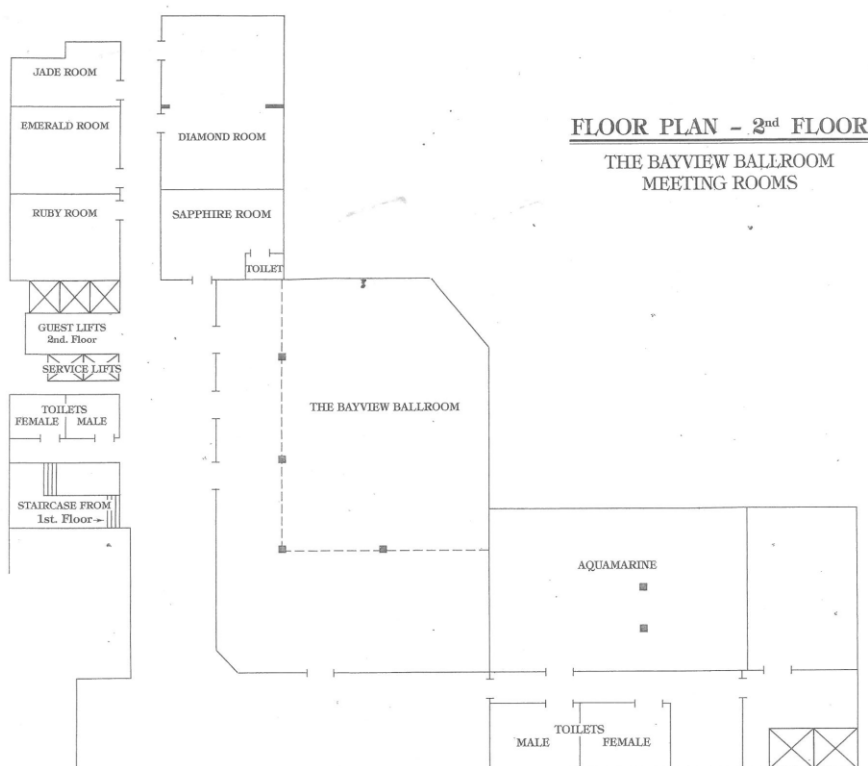 FLOOR PLAN - 2nd FLOOR
THE BAYVIEW BALLROOM
MEETING ROOMS
JADE ROOM
EMERALD ROOM
DIAMOND ROOM
RUBY ROOM
SAPPHIRE ROOM
TOILET
GUEST LIFTS
2nd. Floor
SERVICE LIFTS
TOILETS
FEMALE MALE
THE BAYVIEW BALLROOM
STAIRCASE FROM
1st. Floor→
AQUAMARINE
TOILETS
MALE FEMALE